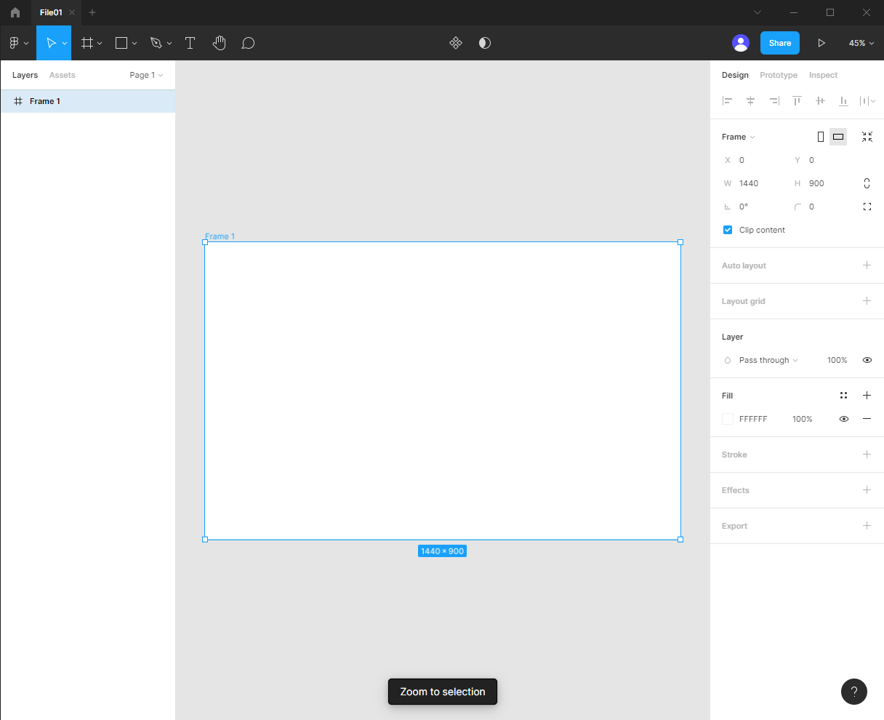 File01
Share
45%
Layers Assets Page 1
Frame 1
Design Prototype Inspect
Frame
X 0 Y 0
W 1440 H 900
0° 0
Clip content
Auto layout
Layout grid
Layer
Pass through 100%
Fill
FFFFFF 100%
Stroke
Effects
Export
Frame 1
1440 × 900
Zoom to selection
?